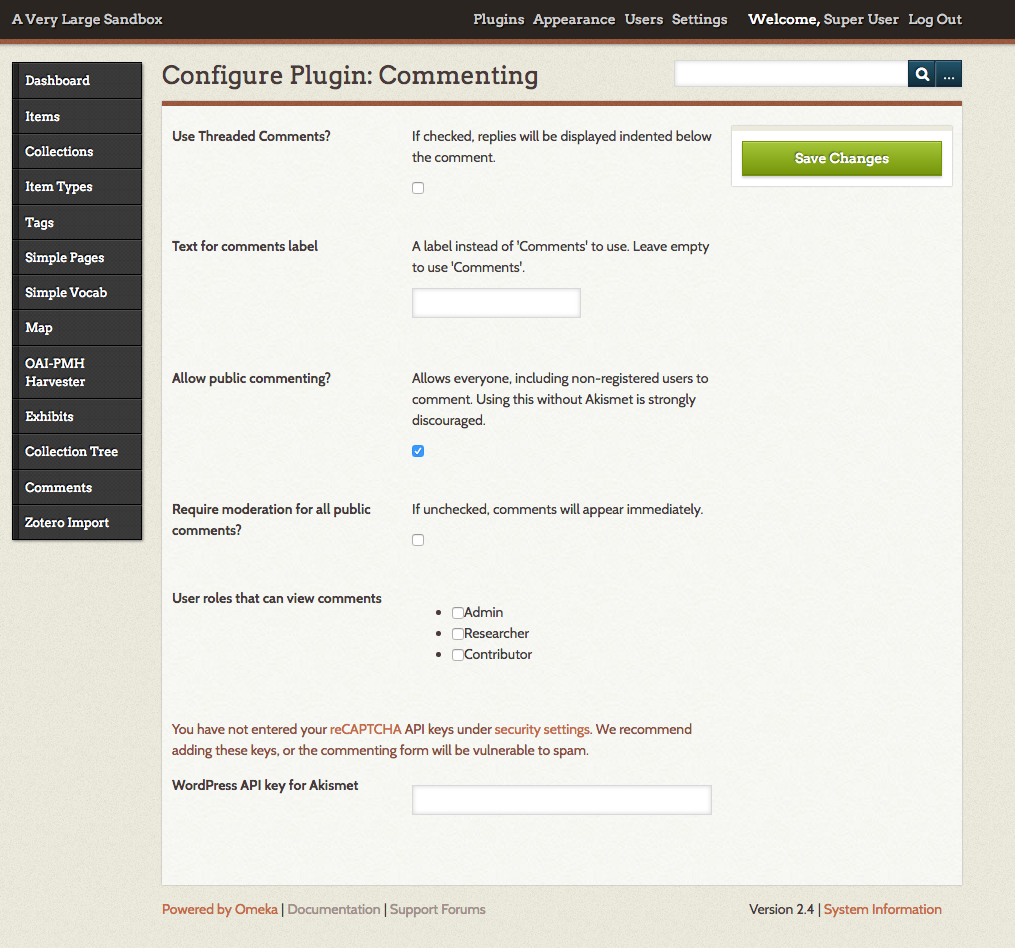 A Very Large Sandbox
Plugins Appearance Users Settings Welcome, Super User Log Out
Dashboard
Items
Collections
Item Types
Tags
Simple Pages
Simple Vocab
Map
OAI-PMH
Harvester
Exhibits
Collection Tree
Comments
Zotero Import
Configure Plugin: Commenting
...
Use Threaded Comments?
If checked, replies will be displayed indented below
the comment.
Save Changes
Text for comments label
A label instead of 'Comments' to use. Leave empty
to use 'Comments'.
Allow public commenting?
Allows everyone, including non-registered users to
comment. Using this without Akismet is strongly
discouraged.
Require moderation for all public
comments?
If unchecked, comments will appear immediately.
User roles that can view comments
Admin
Researcher
Contributor
You have not entered your reCAPTCHA API keys under security settings. We recommend
adding these keys, or the commenting form will be vulnerable to spam.
WordPress API key for Akismet
Powered by Omeka | Documentation | Support Forums
Version 2.4 | System Information